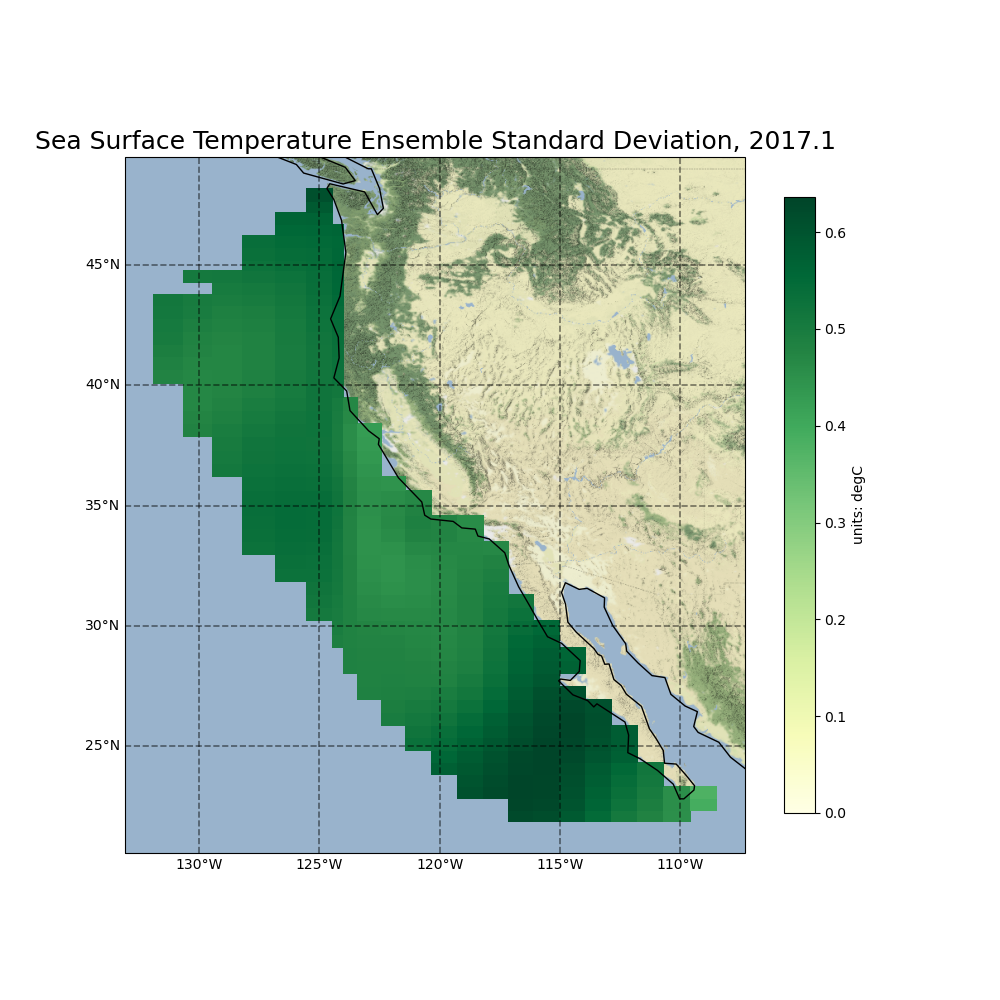 Sea Surface Temperature Ensemble Standard Deviation, 2017.1
45°N
40°N
35°N
30°N
25°N
130°W
125°W
120°W
115°W
110°W
0.6
0.5
0.4
0.3
0.2
0.1
0.0
units: degC